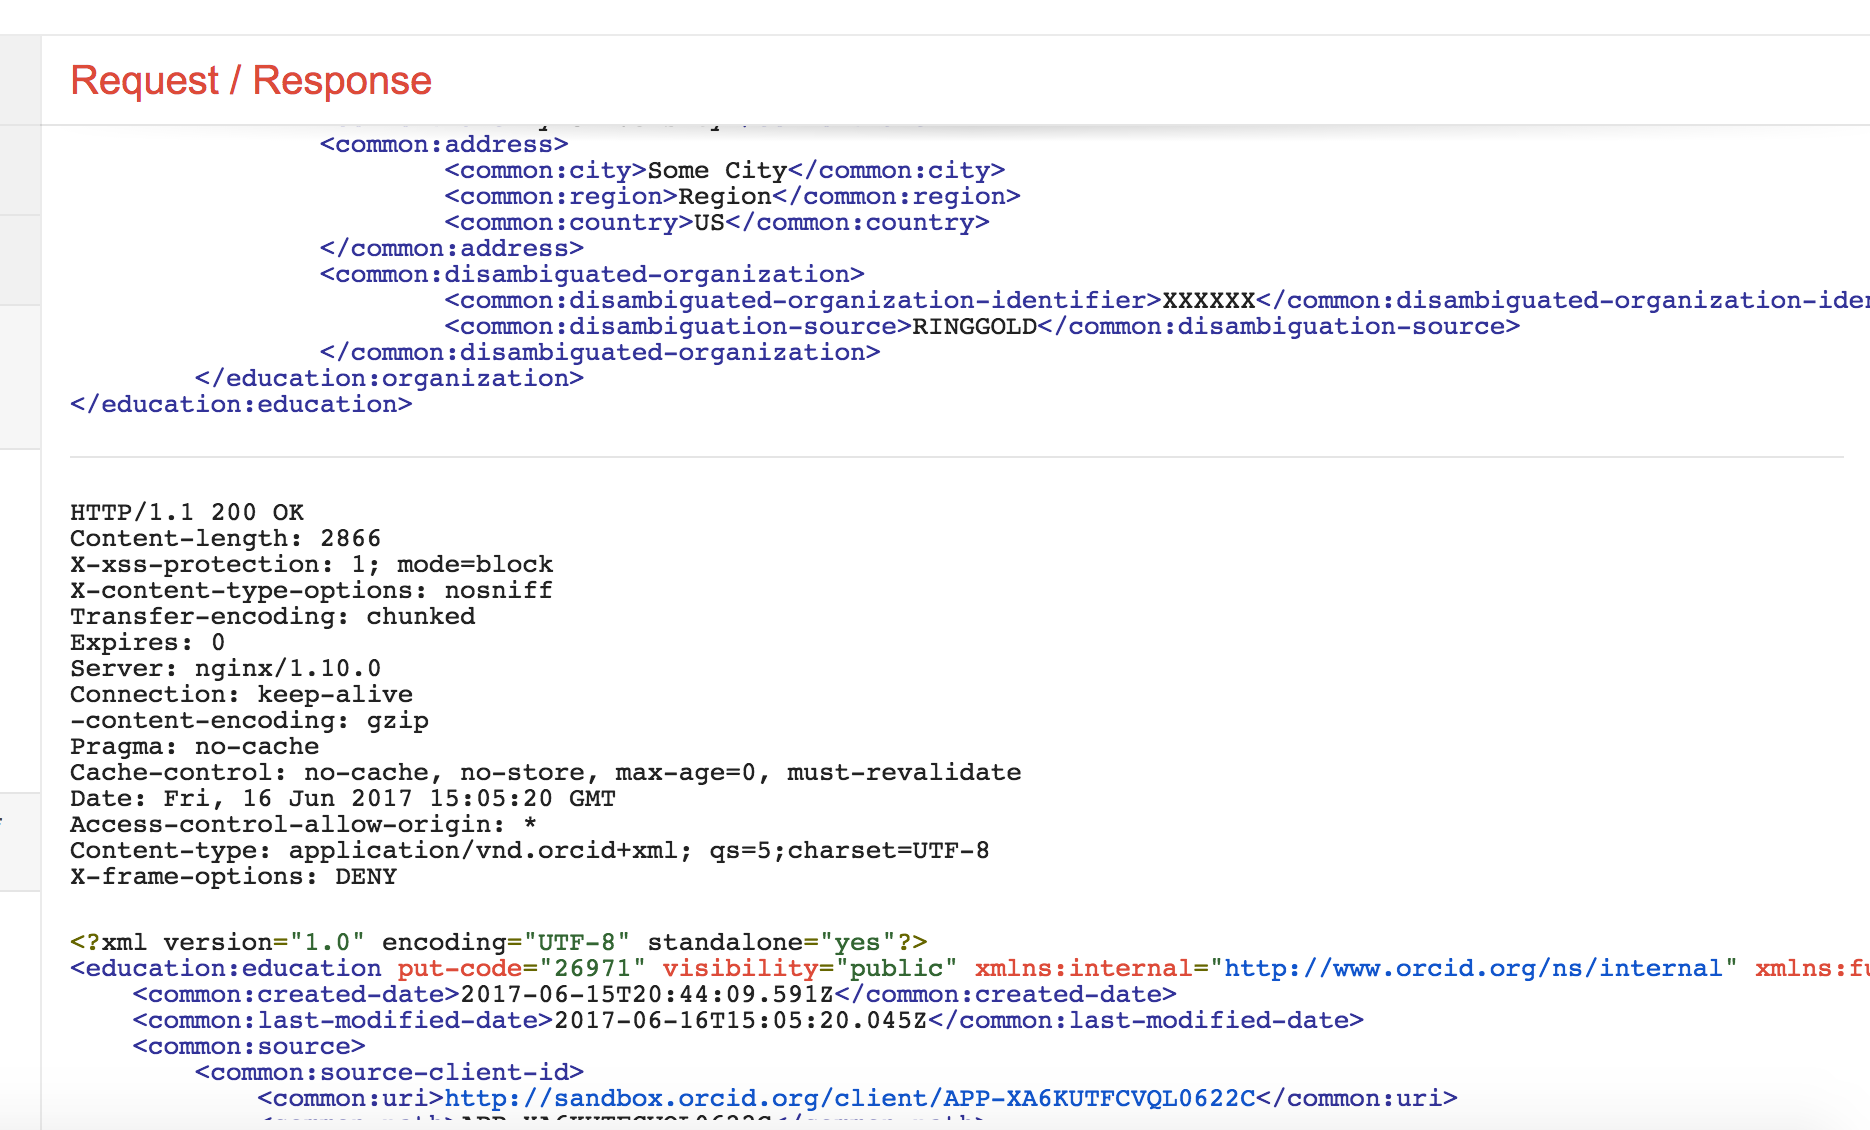 Request / Response
<common:address>
<common:city>Some City</common:city>
<common:region>Region</common:region>
<common:country>US</common:country>
</common:address>
<common:disambiguated-organization>
<common:disambiguated-organization-identifier>XXXXXX</common:disambiguated-organization-iden
<common:disambiguation-source>RINGGOLD</common:disambiguation-source>
</common:disambiguated-organization>
</education:organization>
</education:education>
HTTP/1.1 200 OK
Content-length: 2866
X-xss-protection: 1; mode=block
X-content-type-options: nosniff
Transfer-encoding: chunked
Expires: 0
Server: nginx/1.10.0
Connection: keep-alive
-content-encoding: gzip
Pragma: no-cache
Cache-control: no-cache, no-store, max-age=0, must-revalidate
Date: Fri, 16 Jun 2017 15:05:20 GMT
Access-control-allow-origin: *
Content-type: application/vnd.orcid+xml; qs=5;charset=UTF-8
X-frame-options: DENY
<?xml version="1.0" encoding="UTF-8" standalone="yes"?>
<education:education put-code="26971" visibility="public" xmlns:internal="http://www.orcid.org/ns/internal" xmlns:fu
<common:created-date>2017-06-15T20:44:09.591Z</common:created-date>
<common:last-modified-date>2017-06-16T15:05:20.045Z</common:last-modified-date>
<common:source>
<common:source-client-id>
<common:uri>http://sandbox.orcid.org/client/APP-XA6KUTFCVQL0622C</common:uri>